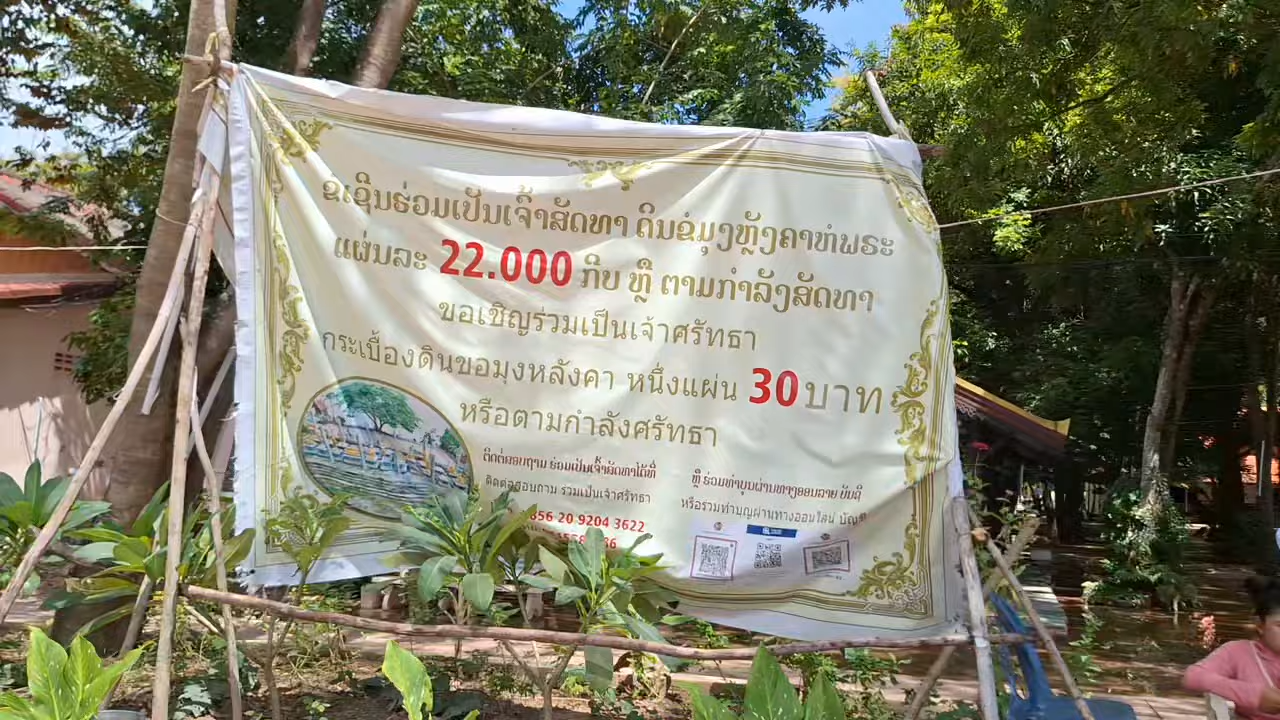 ຂໍເຊີນຮ່ວມເປັນເຈົ້າສັດທາ ດິນຂໍມຸງຫຼັງຄາຫໍພຣະ
ແຜ່ນລະ 22.000 ກີບ ຫຼື ຕາມກຳລັງສັດທາ
ขอเชิญร่วมเป็นเจ้าศรัทธา
กระเบื้องดินขอมุงหลังคา หนึ่งแผ่น 30 บาท
หรือตามกำลังศรัทธา
ຕິດຕໍ່ສອບຖາມ ຮ່ວມເປັນເຈົ້າສັດທາໄດ້ທີ່
ติดต่อสอบถาม ร่วมเป็นเจ้าศรัทธา
856 20 9204 3622
ຫຼື ຮ່ວມທຳບຸນຜ່ານທາງອອນລາຍ ບັນຊີ
หรือร่วมทำบุญผ่านทางออนไลน์ บัญชี